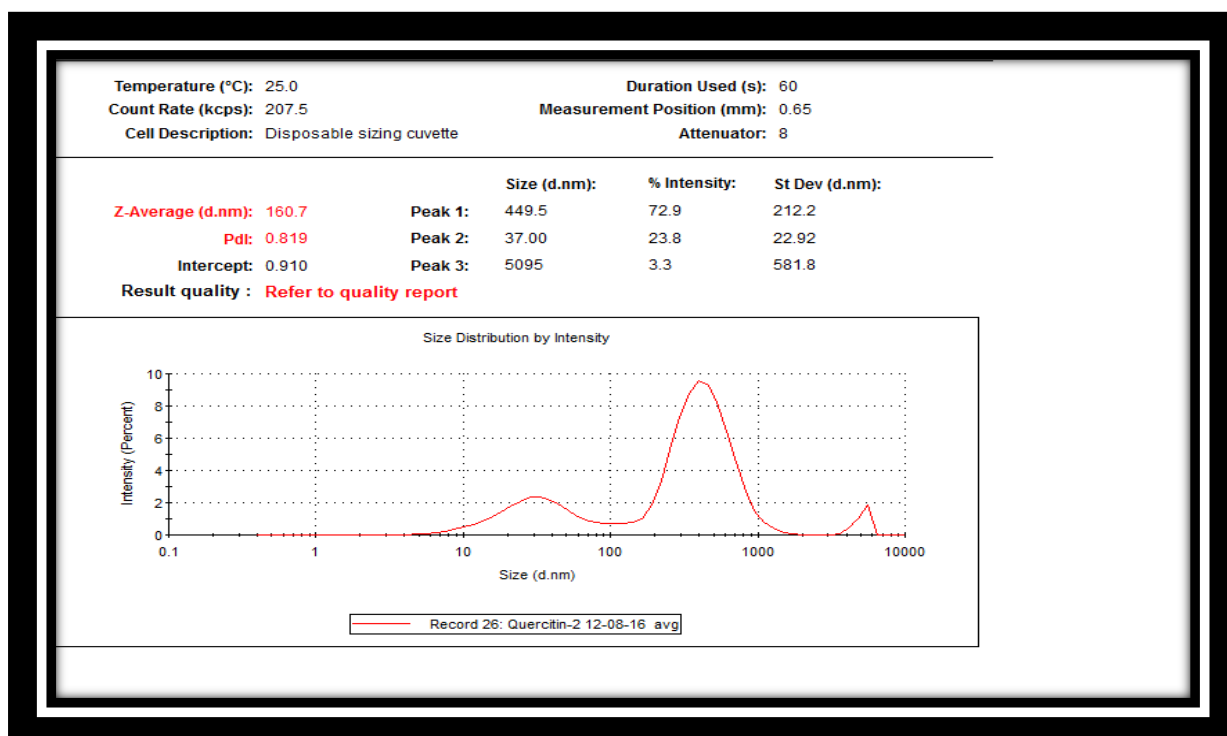 Temperature (°C): 25.0 Duration Used (s): 60
Count Rate (kcps): 207.5 Measurement Position (mm): 0.65
Cell Description: Disposable sizing cuvette Attenuator: 8
Size (d.nm): % Intensity: St Dev (d.nm):
Z-Average (d.nm): 160.7 Peak 1: 449.5 72.9 212.2
PdI: 0.819 Peak 2: 37.00 23.8 22.92
Intercept: 0.910 Peak 3: 5095 3.3 581.8
Result quality : Refer to quality report
Size Distribution by Intensity
Intensity (Percent)
10
8
6
4
2
0
0.1 1 10 100 1000 10000
Size (d.nm)
Record 26: Quercitin-2 12-08-16 avg